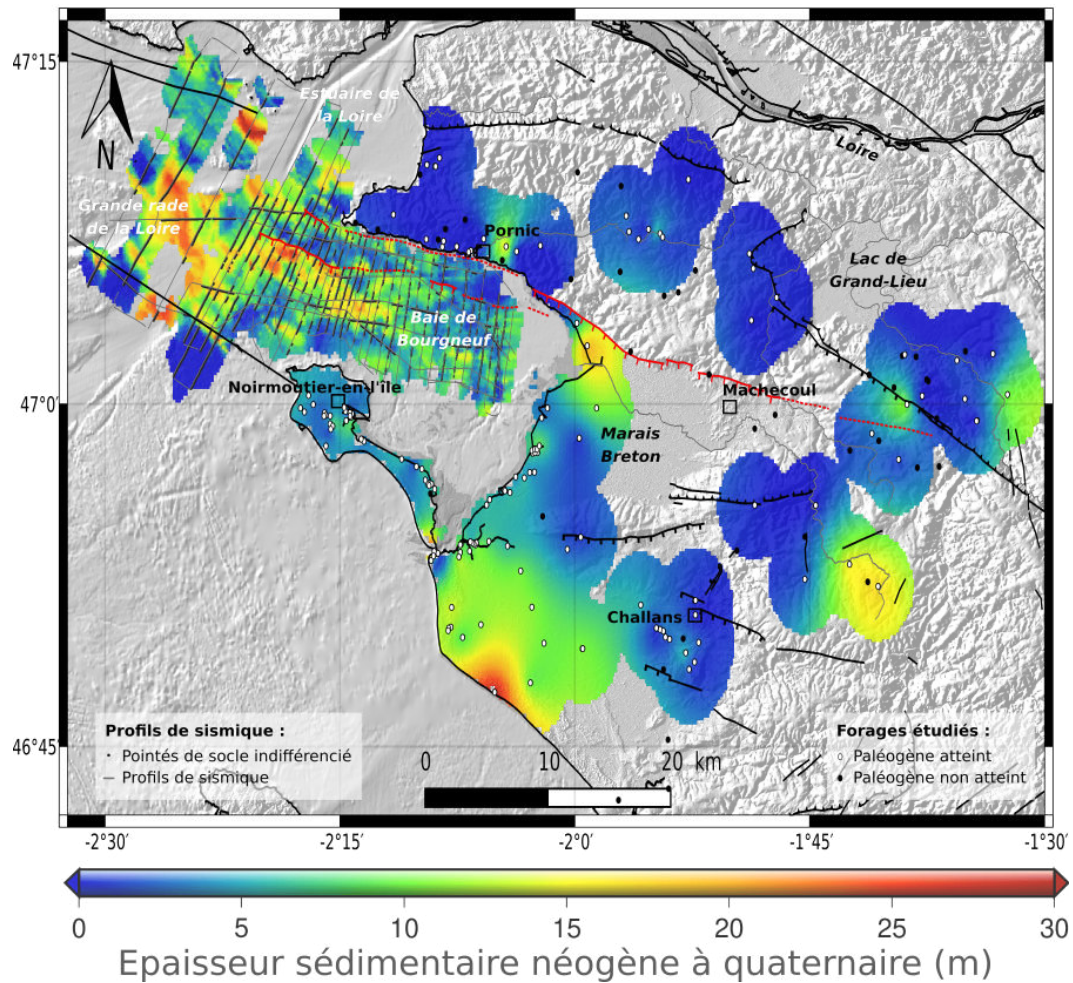 47°15'
Estuaire de
la Loire
N
Loire
Grande rade
de la Loire
Pornic
Lac de
Grand-Lieu
Baie de
Bourgneuf
Noirmoutier-en-l'île
Machecoul
47°0'
Marais
Breton
Challans
Profils de sismique :
Pointés de socle indifférencié
Profils de sismique
Forages étudiés :
Paléogène atteint
Paléogène non atteint
46°45'
0 10 20 km
-2°30' -2°15' -2°0' -1°45' -1°30'
0 5 10 15 20 25 30
Epaisseur sédimentaire néogène à quaternaire (m)